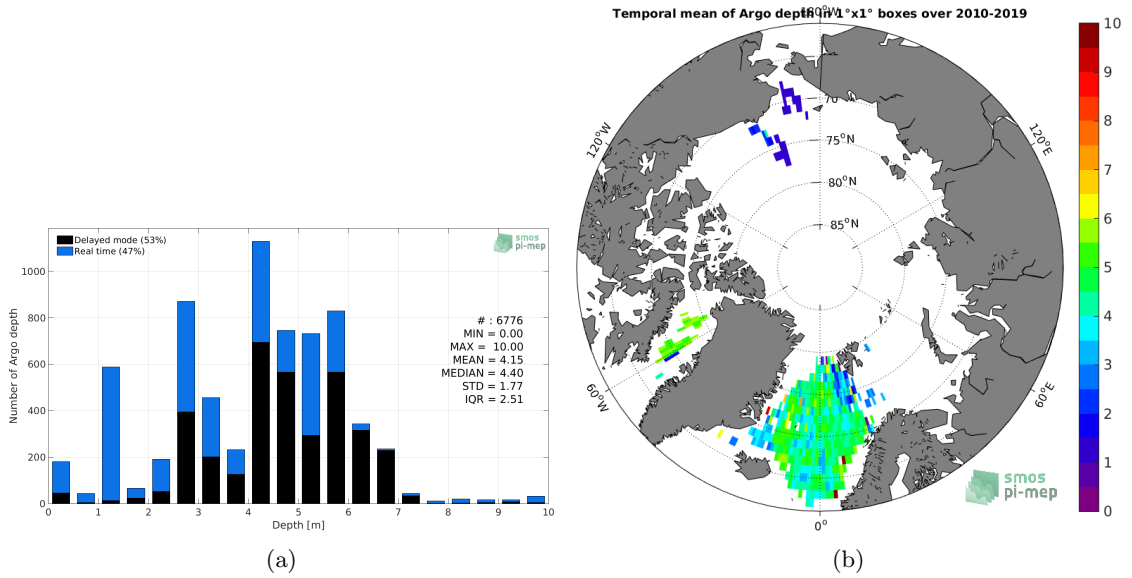 Delayed mode (53%)
Real time (47%)
smos
pi-mep
# : 6776
MIN = 0.00
MAX = 10.00
MEAN = 4.15
MEDIAN = 4.40
STD = 1.77
IQR = 2.51
Number of Argo depth
1000
800
600
400
200
0
0 1 2 3 4 5 6 7 8 9 10
Depth [m]
(a)
Temporal mean of Argo depth in 1°x1° boxes over 2010-2019
180°W
120°W
120°E
60°W
60°E
0°
70
75°N
80°N
85°N
smos
pi-mep
10
9
8
7
6
5
4
3
2
1
0
(b)